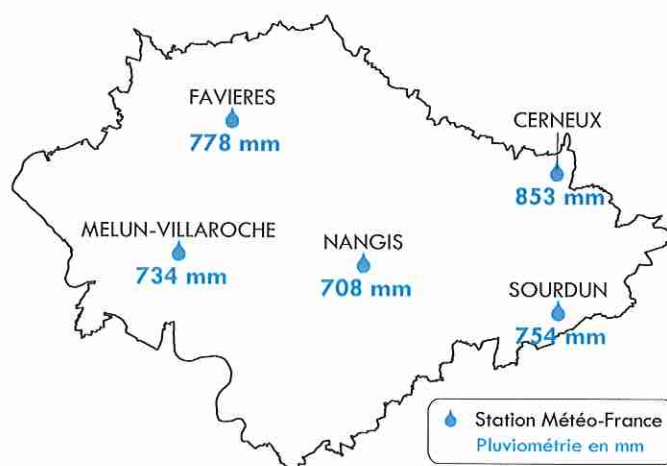 FAVIERES
778 mm
CERNEUX
853 mm
MELUN-VILLAROCHE
734 mm
NANGIS
708 mm
SOURDUN
754 mm
Station Météo-France
Pluviométrie en mm